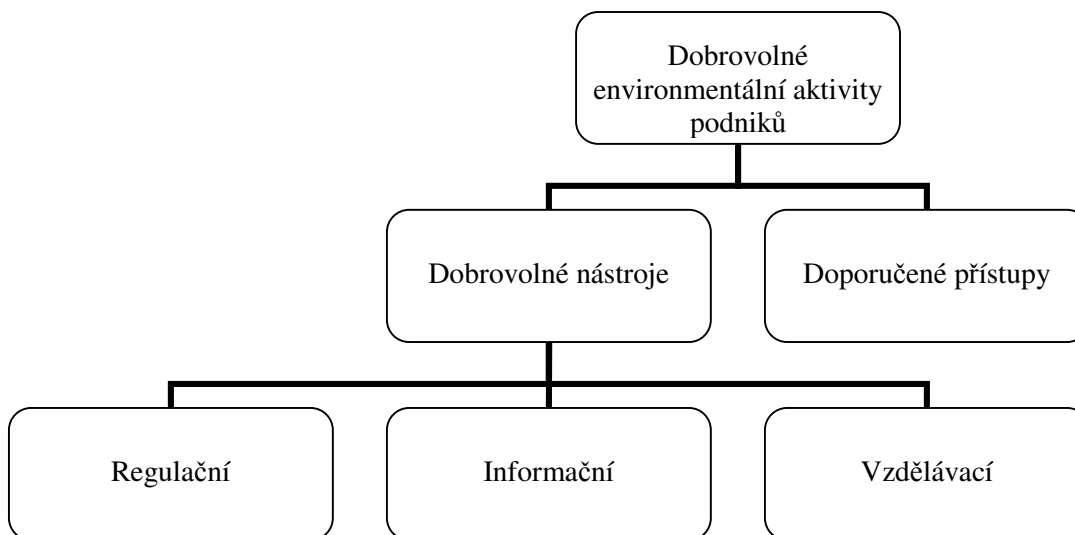 Dobrovolné
environmentální aktivity
podniků
Dobrovolné nástroje
Doporučené přístupy
Regulační
Informační
Vzdělávací